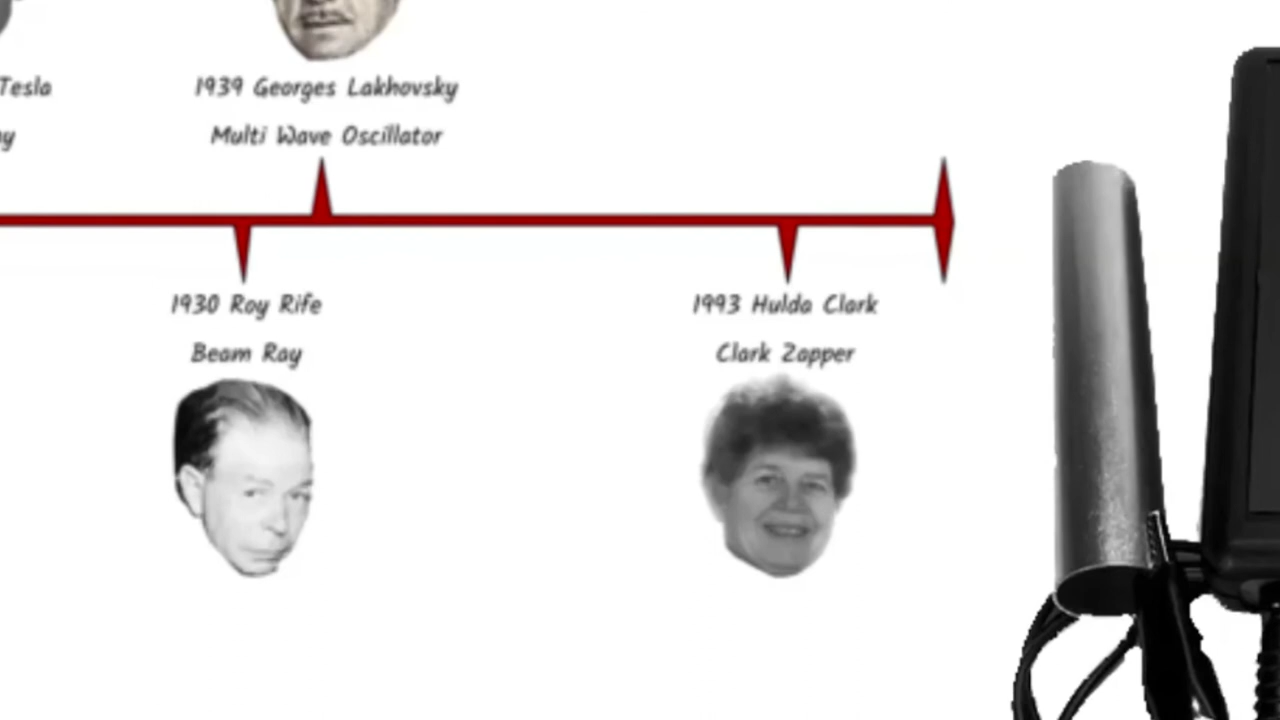 Tesla
1939 Georges Lakhovsky
Multi Wave Oscillator
1930 Roy Rife
Beam Ray
1993 Hulda Clark
Clark Zapper